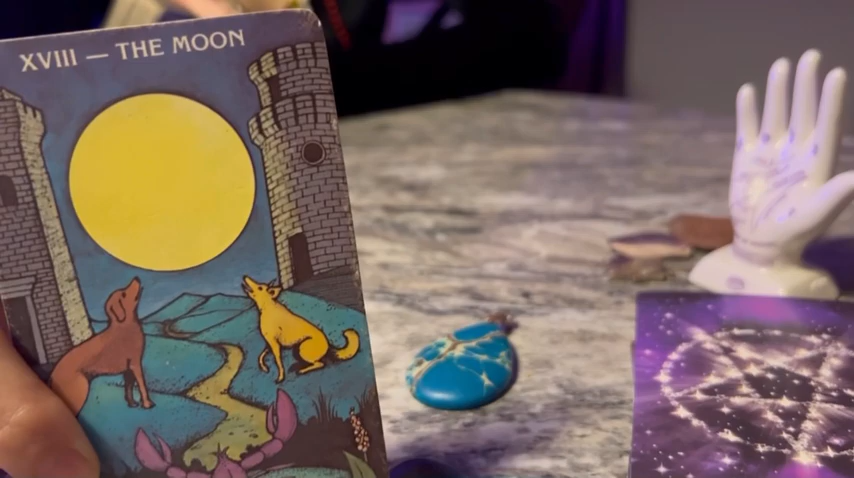 XVIII — THE MOON